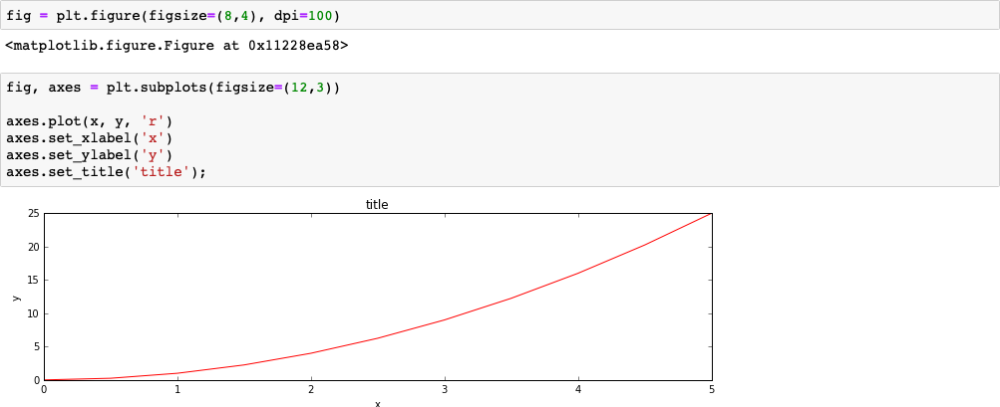 fig = plt.figure(figsize=(8,4), dpi=100)
<matplotlib.figure.Figure at 0x11228ea58>
fig, axes = plt.subplots(figsize=(12,3))
axes.plot(x, y, 'r')
axes.set_xlabel('x')
axes.set_ylabel('y')
axes.set_title('title');
title
25
20
15
10
5
0
y
0 1 2 3 4 5
x